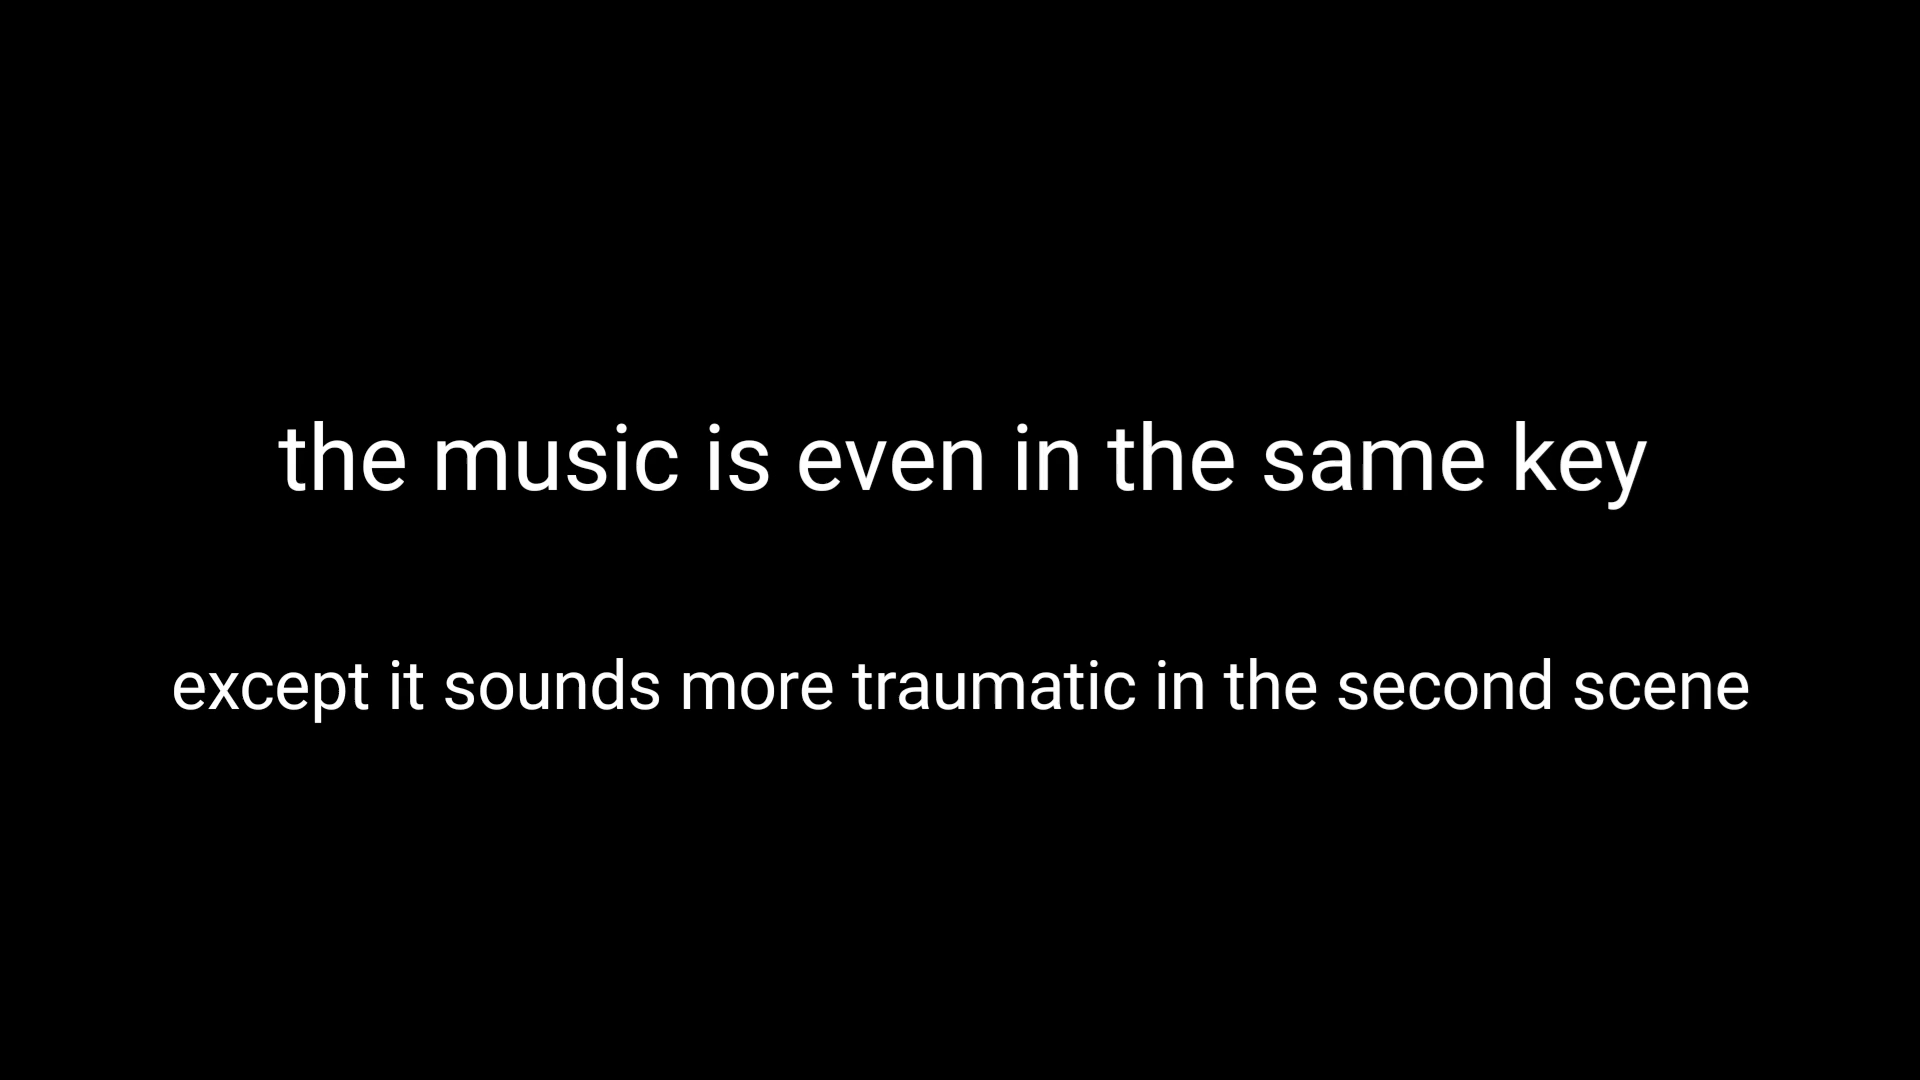 the music is even in the same key
except it sounds more traumatic in the second scene